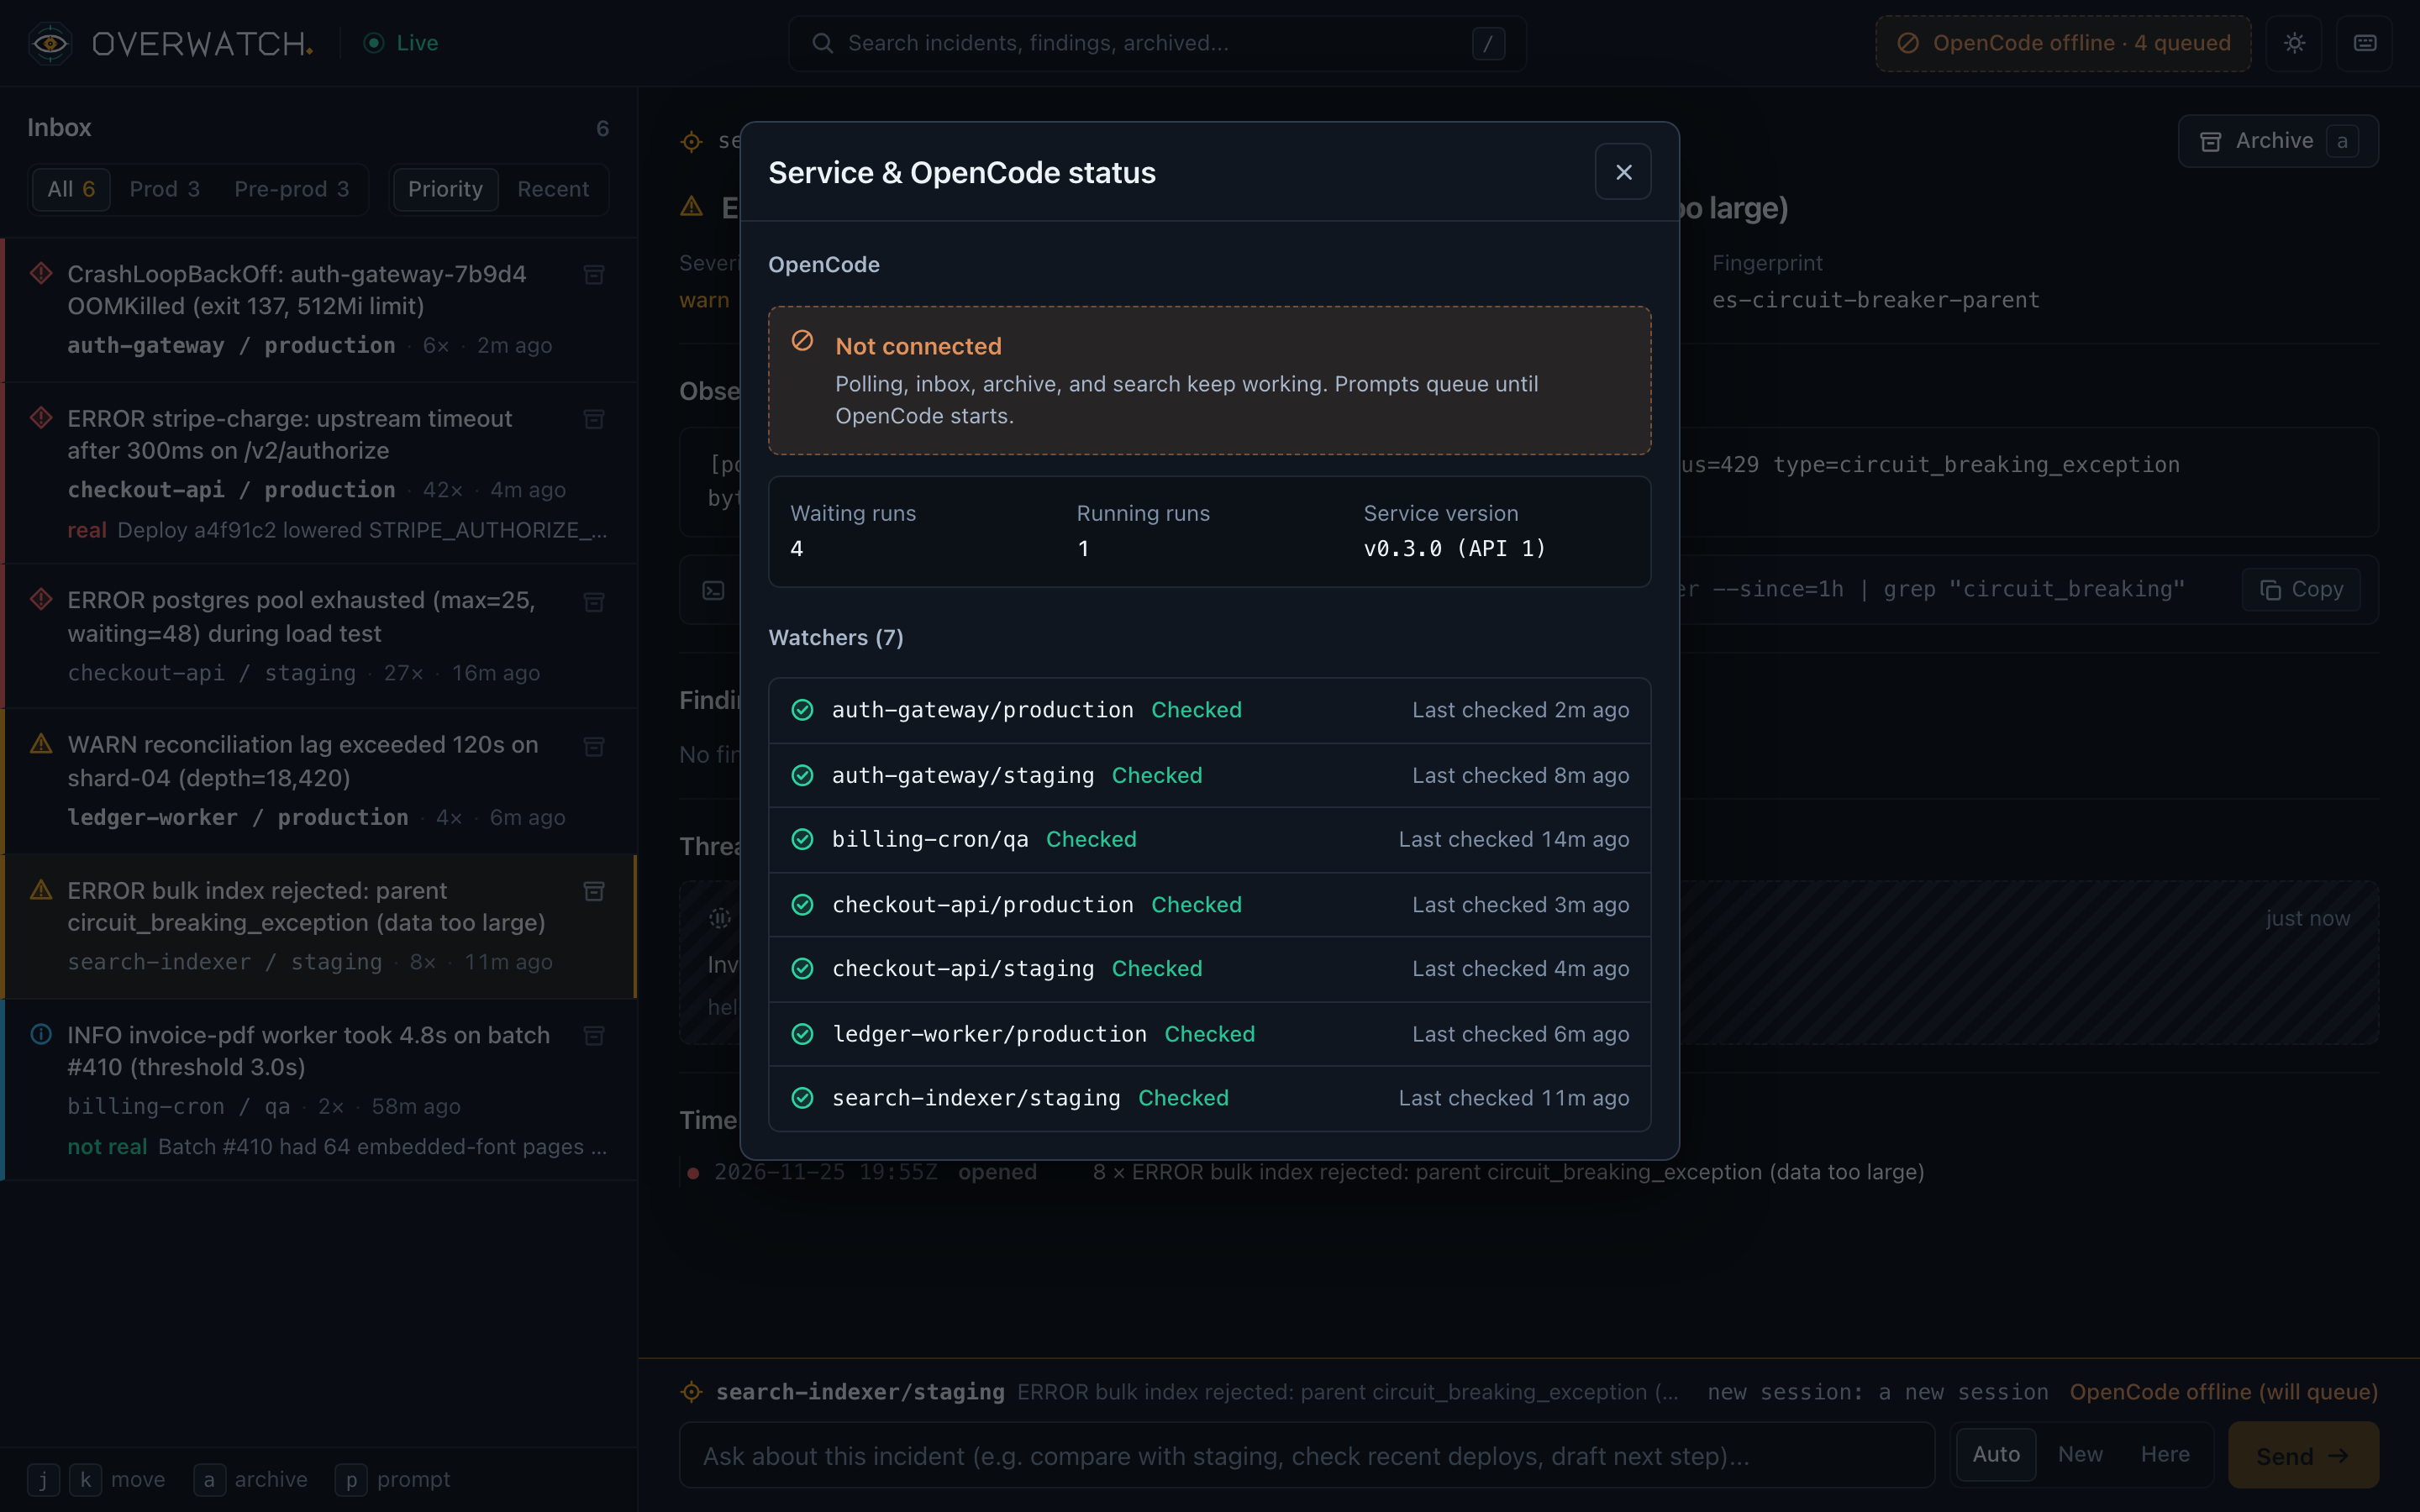 OVERWATCH.
Live
Search incidents, findings, archived...
/
OpenCode offline · 4 queued
Inbox
6
All 6
Prod 3
Pre-prod 3
Priority
Recent
CrashLoopBackOff: auth-gateway-7b9d4
OOMKilled (exit 137, 512Mi limit)
auth-gateway / production · 6× · 2m ago
ERROR stripe-charge: upstream timeout
after 300ms on /v2/authorize
checkout-api / production · 42× · 4m ago
real Deploy a4f91c2 lowered STRIPE_AUTHORIZE_...
ERROR postgres pool exhausted (max=25,
waiting=48) during load test
checkout-api / staging · 27× · 16m ago
WARN reconciliation lag exceeded 120s on
shard-04 (depth=18,420)
ledger-worker / production · 4× · 6m ago
ERROR bulk index rejected: parent
circuit_breaking_exception (data too large)
search-indexer / staging · 8× · 11m ago
INFO invoice-pdf worker took 4.8s on batch
#410 (threshold 3.0s)
billing-cron / qa · 2× · 58m ago
not real Batch #410 had 64 embedded-font pages ...
j k move a archive p prompt
se
Archive a
E
oo large)
Severi
warn
Fingerprint
es-circuit-breaker-parent
Obse
[po
us=429 type=circuit_breaking_exception
byt
er --since=1h | grep "circuit_breaking"
Copy
Findi
No fin
Threa
just now
Inv
hel
Time
2026-11-25 19:55Z opened 8 × ERROR bulk index rejected: parent circuit_breaking_exception (data too large)
Service & OpenCode status
OpenCode
Not connected
Polling, inbox, archive, and search keep working. Prompts queue until
OpenCode starts.
Waiting runs
4
Running runs
1
Service version
v0.3.0 (API 1)
Watchers (7)
auth-gateway/production Checked Last checked 2m ago
auth-gateway/staging Checked Last checked 8m ago
billing-cron/qa Checked Last checked 14m ago
checkout-api/production Checked Last checked 3m ago
checkout-api/staging Checked Last checked 4m ago
ledger-worker/production Checked Last checked 6m ago
search-indexer/staging Checked Last checked 11m ago
search-indexer/staging ERROR bulk index rejected: parent circuit_breaking_exception (... new session: a new session OpenCode offline (will queue)
Ask about this incident (e.g. compare with staging, check recent deploys, draft next step)...
Auto
New
Here
Send →